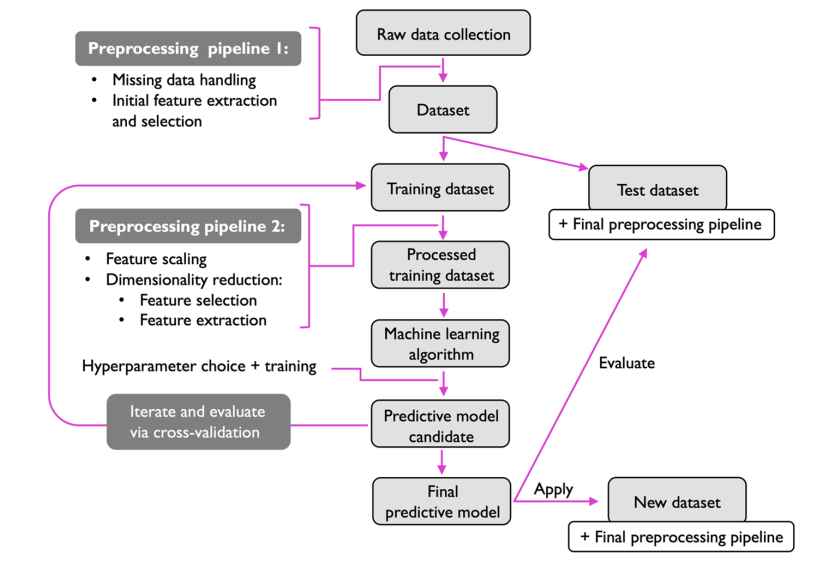 Raw data collection
Preprocessing pipeline 1:
• Missing data handling
• Initial feature extraction
and selection
Dataset
Training dataset
Test dataset
+ Final preprocessing pipeline
Preprocessing pipeline 2:
• Feature scaling
• Dimensionality reduction:
• Feature selection
• Feature extraction
Processed
training dataset
Machine learning
algorithm
Hyperparameter choice + training
Evaluate
Iterate and evaluate
via cross-validation
Predictive model
candidate
Final
predictive model
Apply
New dataset
+ Final preprocessing pipeline